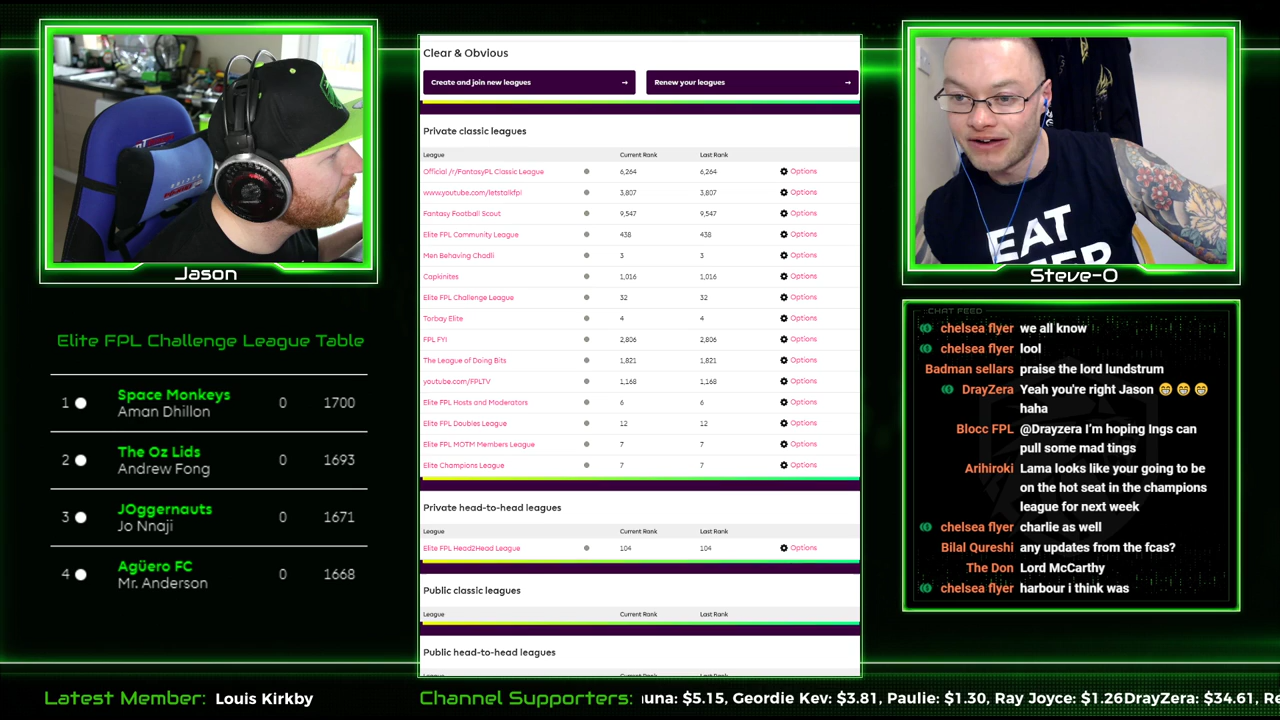 Jason
Elite FPL Challenge League Table
1 Space Monkeys 0 1700
Aman Dhillon
2 The Oz Lids 0 1693
Andrew Fong
3 JOggernauts 0 1671
Jo Nnaji
4 Agüero FC 0 1668
Mr. Anderson
Clear & Obvious
Create and join new leagues →
Renew your leagues →
Private classic leagues
League Current Rank Last Rank
Official /r/FantasyPL Classic League 6,264 6,264 Options
www.youtube.com/letstalkfpl 3,807 3,807 Options
Fantasy Football Scout 9,547 9,547 Options
Elite FPL Community League 438 438 Options
Men Behaving Chadli 3 3 Options
Capkinites 1,016 1,016 Options
Elite FPL Challenge League 32 32 Options
Torbay Elite 4 4 Options
FPL FYI 2,806 2,806 Options
The League of Doing Bits 1,821 1,821 Options
youtube.com/FPLTV 1,168 1,168 Options
Elite FPL Hosts and Moderators 6 6 Options
Elite FPL Doubles League 12 12 Options
Elite FPL MOTM Members League 7 7 Options
Elite Champions League 7 7 Options
Private head-to-head leagues
League Current Rank Last Rank
Elite FPL Head2Head League 104 104 Options
Public classic leagues
League Current Rank Last Rank
Public head-to-head leagues
EAT
Steve-O
CHAT FEED
chelsea flyer we all know
chelsea flyer lool
Badman sellars praise the lord lundstrum
DrayZera Yeah you're right Jason 😁😁😁
haha
Blocc FPL @Drayzera I'm hoping Ings can
pull some mad tings
Arihiroki Lama looks like your going to be
on the hot seat in the champions
league for next week
chelsea flyer charlie as well
Bilal Qureshi any updates from the fcas?
The Don Lord McCarthy
chelsea flyer harbour i think was
Latest Member: Louis Kirkby
Channel Supporters: una: $5.15, Geordie Kev: $3.81, Paulie: $1.30, Ray Joyce: $1.26DrayZera: $34.61, Re